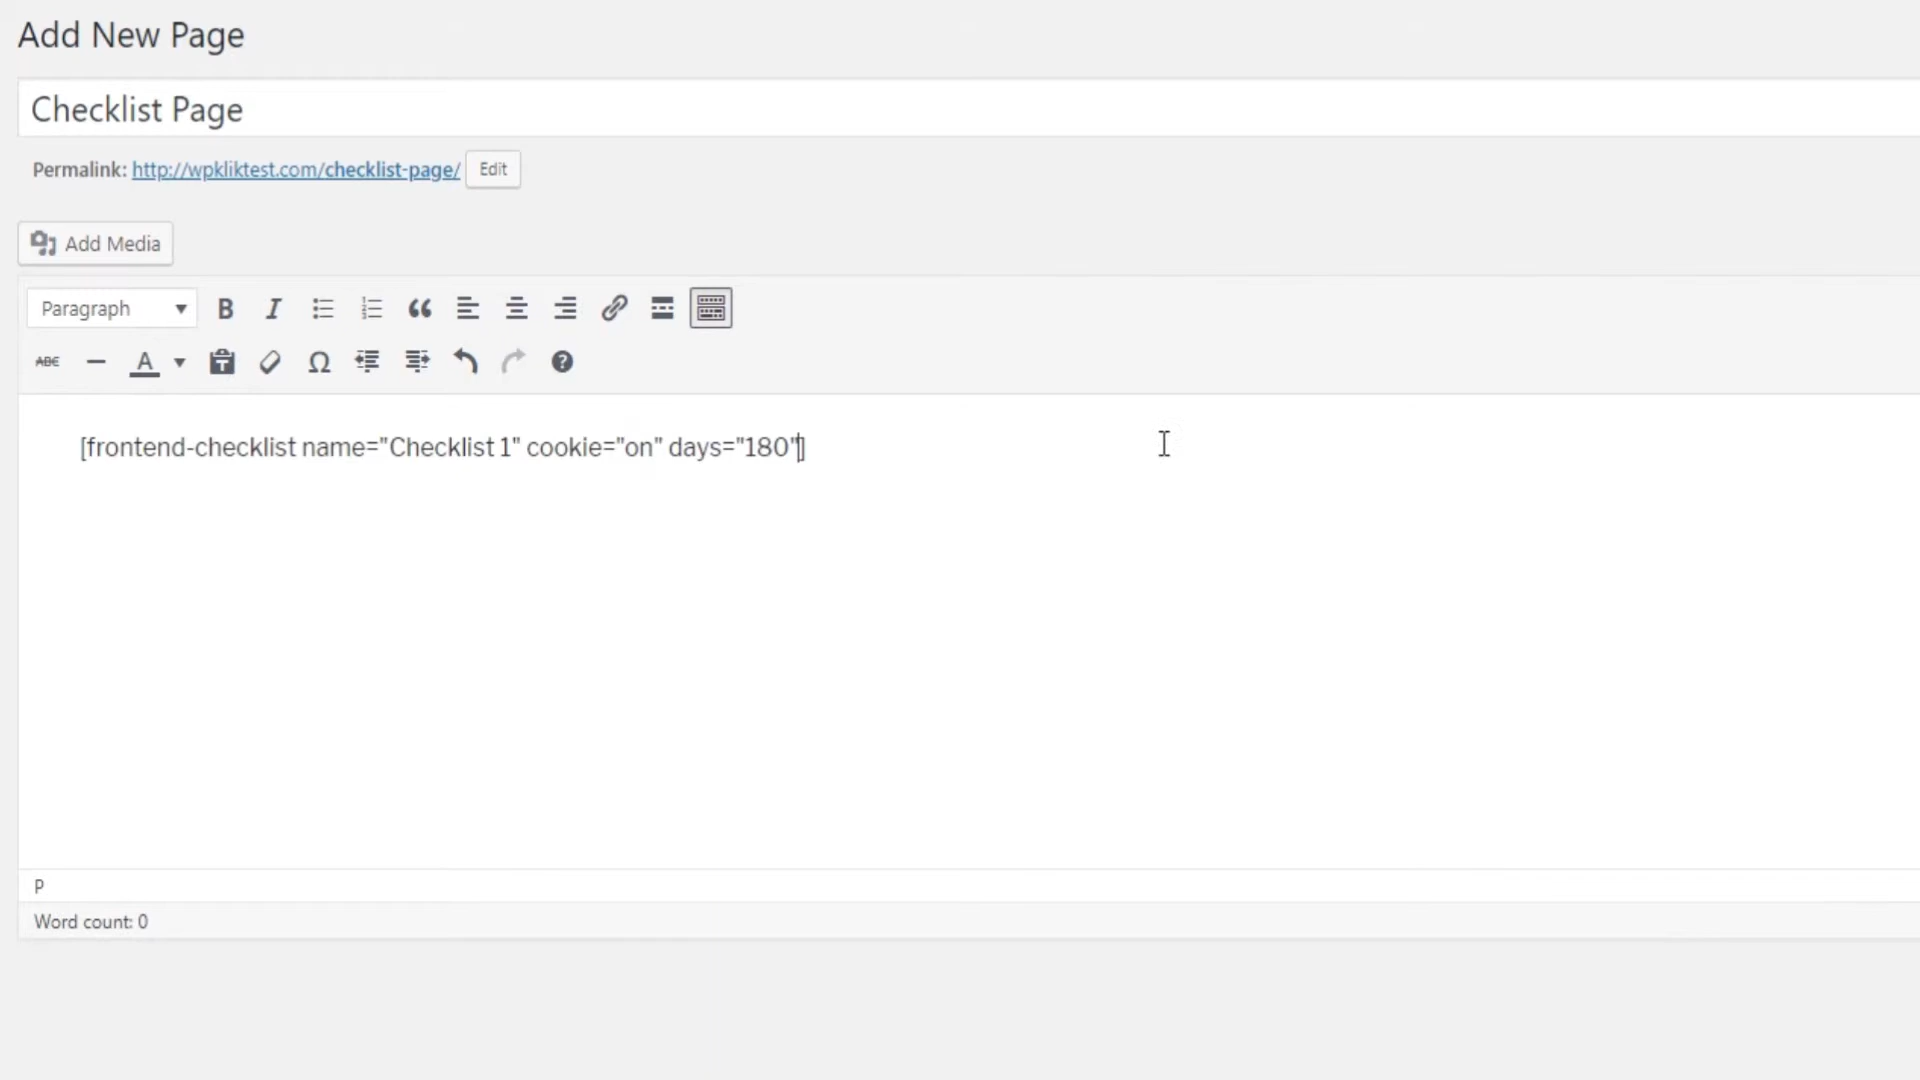 Add New Page
Checklist Page
Permalink: http://wpkliktest.com/checklist-page/ Edit
Add Media
Paragraph B I
ABE A Ω ?
[frontend-checklist name="Checklist 1" cookie="on" days="180"]
P
Word count: 0